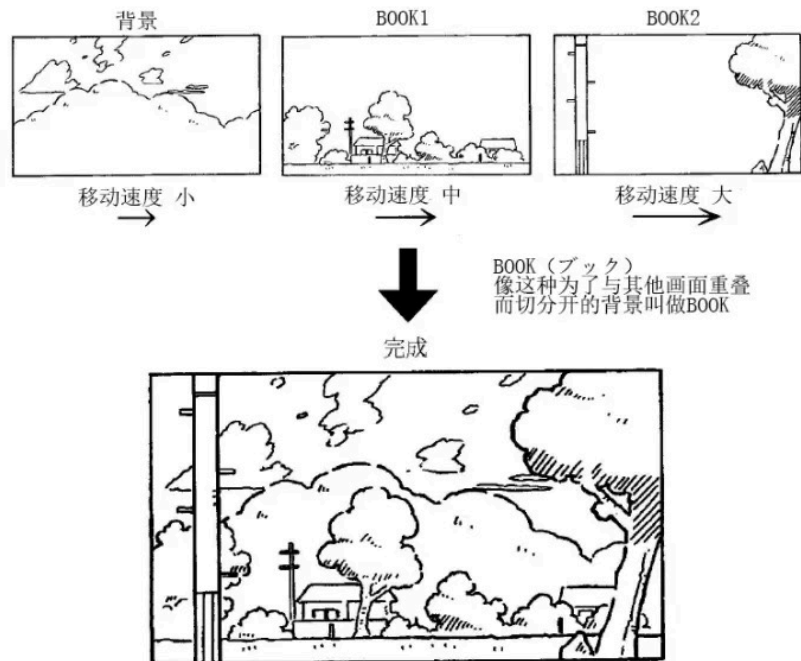 背景
BOOK1
BOOK2
移动速度 小
移动速度 中
移动速度 大
BOOK（ブック）
像这种为了与其他画面重叠
而切分开的背景叫做BOOK
完成